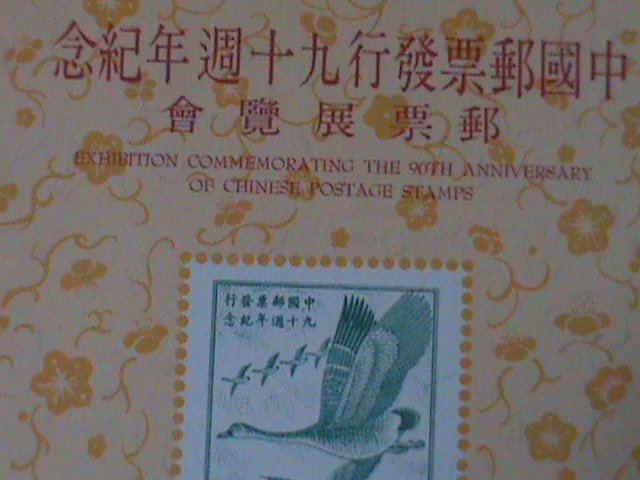 念紀年週十九行發票郵國中
會覽展票郵
EXHIBITION COMMEMORATING THE 90TH ANNIVERSARY
OF CHINESE POSTAGE STAMPS
行發票郵國中
念紀年週十九